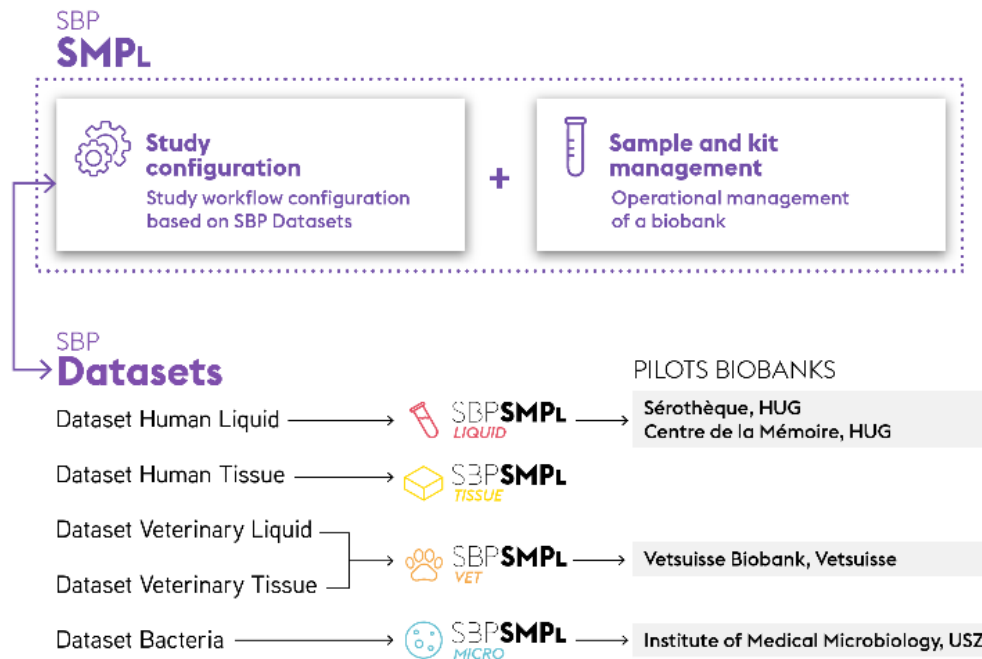 SBP
SMPL
Study
configuration
Study workflow configuration
based on SBP Datasets
+
Sample and kit
management
Operational management
of a biobank
SBP
Datasets
PILOTS BIOBANKS
Dataset Human Liquid
SBPSMPL
LIQUID
Sérothèque, HUG
Centre de la Mémoire, HUG
Dataset Human Tissue
SBPSMPL
TISSUE
Dataset Veterinary Liquid
Dataset Veterinary Tissue
SBPSMPL
VET
Vetsuisse Biobank, Vetsuisse
Dataset Bacteria
SBPSMPL
MICRO
Institute of Medical Microbiology, USZ